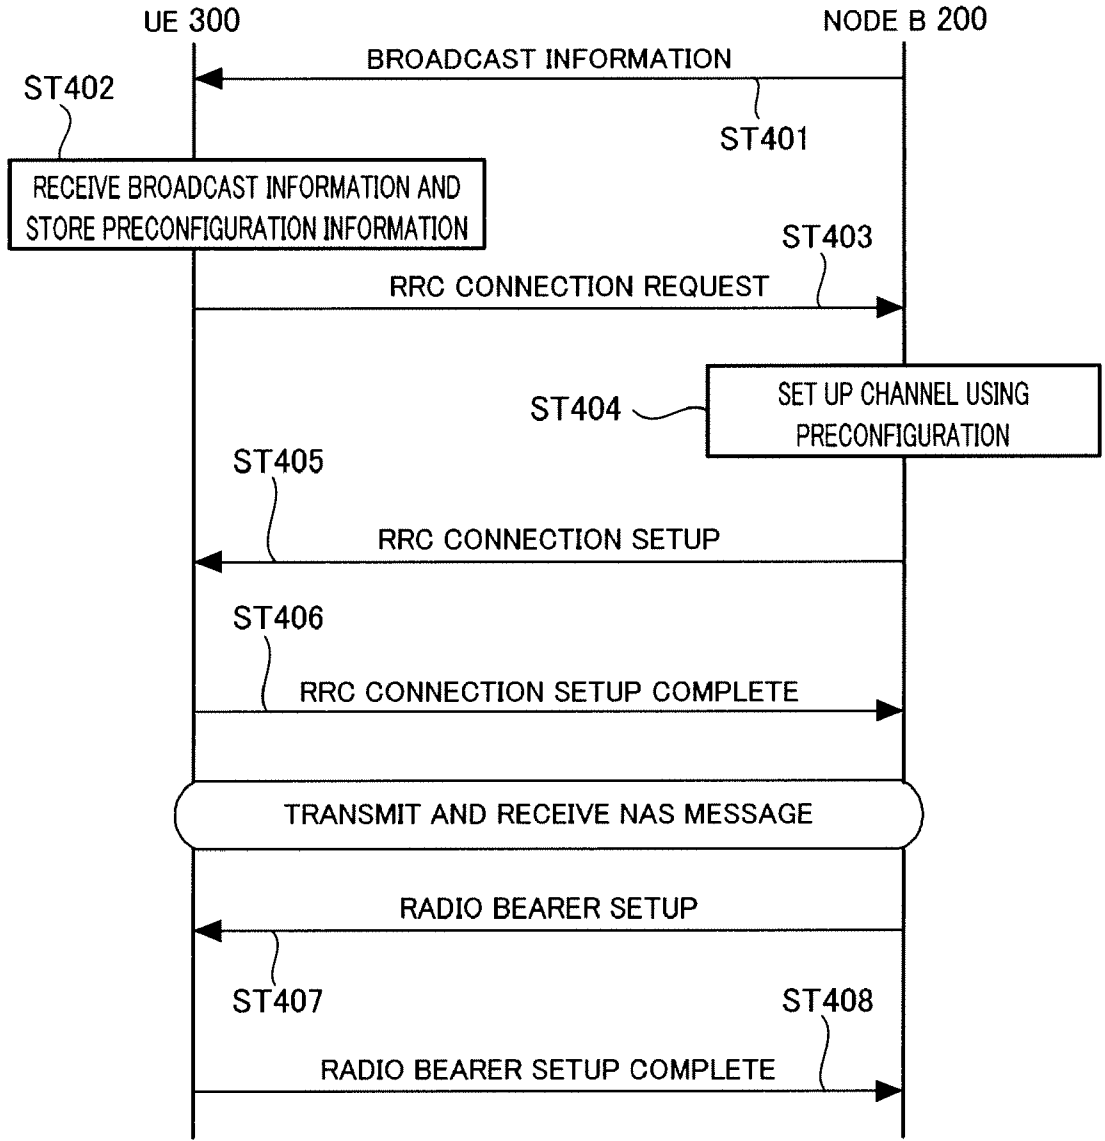 UE 300
NODE B 200
BROADCAST INFORMATION
ST402
ST401
RECEIVE BROADCAST INFORMATION AND
STORE PRECONFIGURATION INFORMATION
ST403
RRC CONNECTION REQUEST
SET UP CHANNEL USING
PRECONFIGURATION
ST404
ST405
RRC CONNECTION SETUP
ST406
RRC CONNECTION SETUP COMPLETE
TRANSMIT AND RECEIVE NAS MESSAGE
RADIO BEARER SETUP
ST407
ST408
RADIO BEARER SETUP COMPLETE